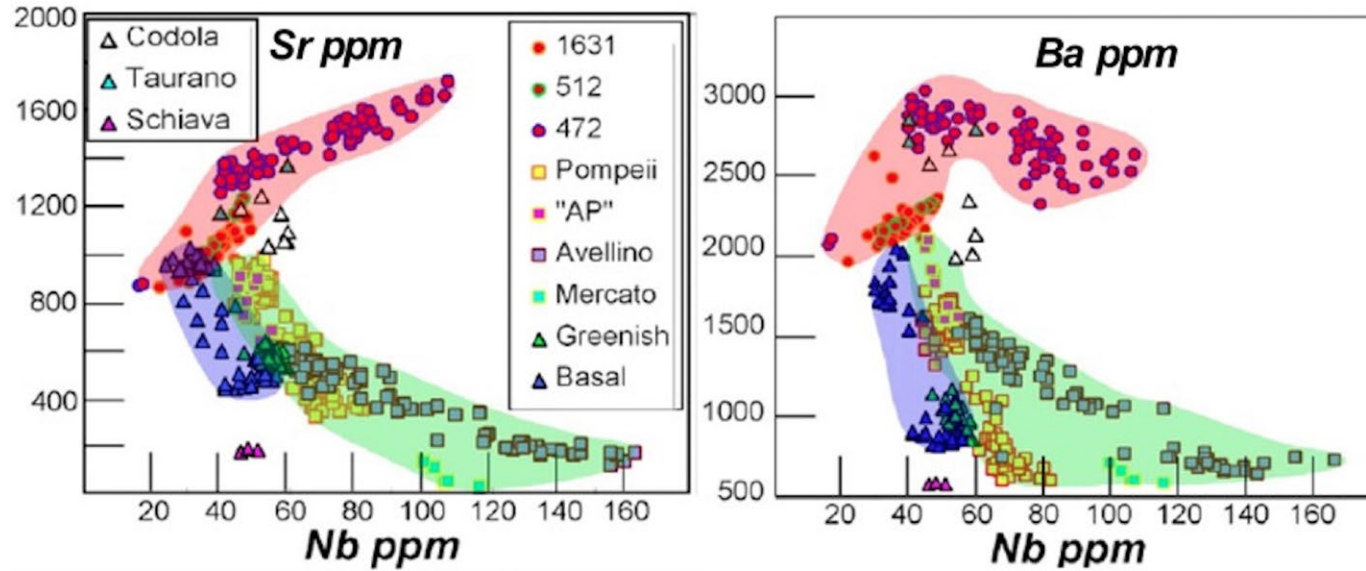 2000
1600
1200
800
400
Codola
Taurano
Schiava
Sr ppm
1631
512
472
Pompeii
"AP"
Avellino
Mercato
Greenish
Basal
20 40 60 80 100 120 140 160
Nb ppm
Ba ppm
3000
2500
2000
1500
1000
500
20 40 60 80 100 120 140 160
Nb ppm